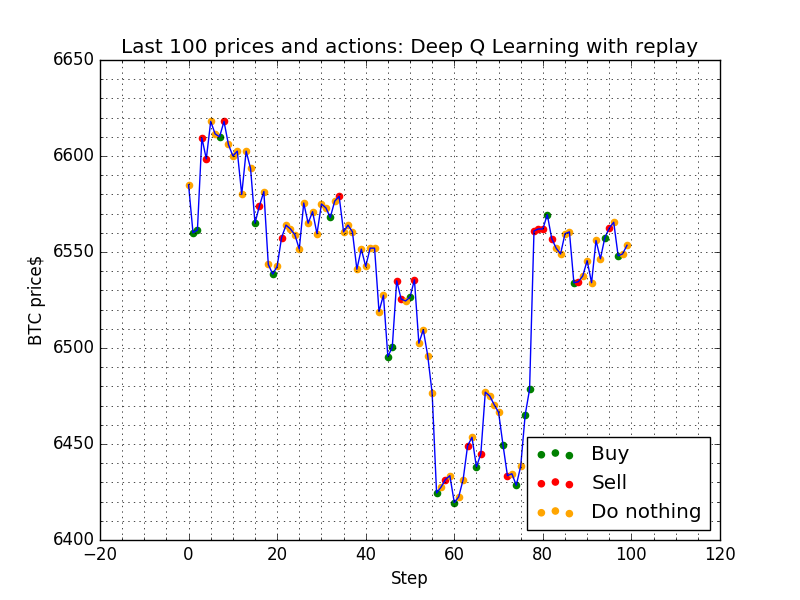 Last 100 prices and actions: Deep Q Learning with replay
6650
6600
6550
6500
6450
6400
BTC price$
−20
0
20
40
60
80
100
120
Step
Buy
Sell
Do nothing